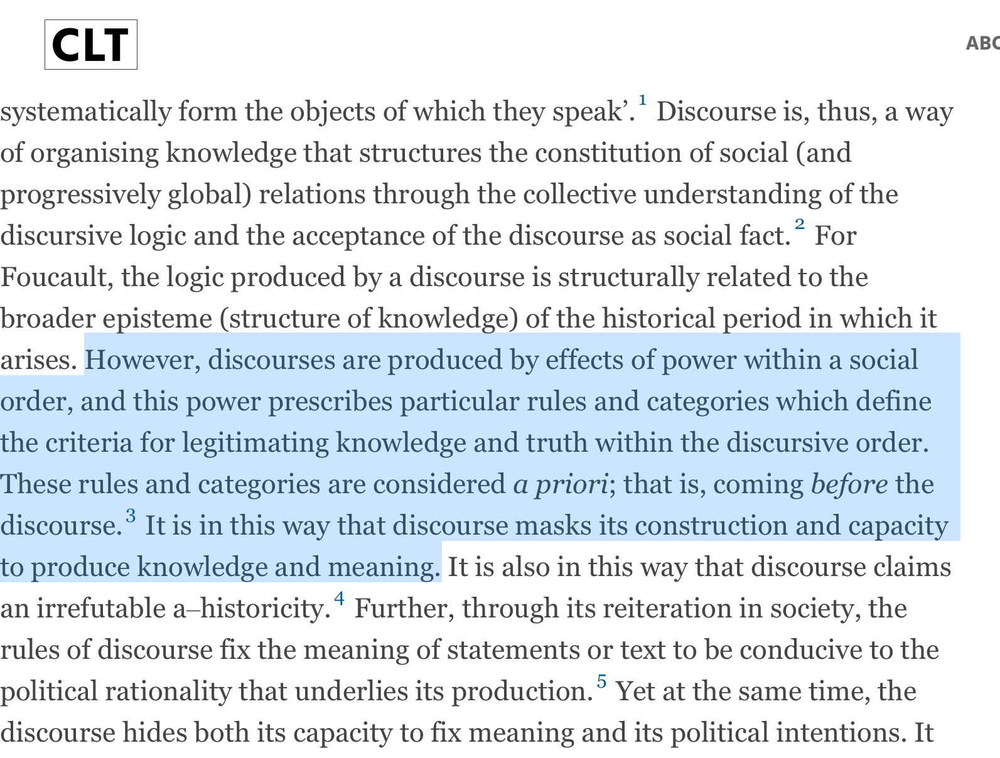 CLT
ABO
systematically form the objects of which they speak’.1 Discourse is, thus, a way
of organising knowledge that structures the constitution of social (and
progressively global) relations through the collective understanding of the
discursive logic and the acceptance of the discourse as social fact.2 For
Foucault, the logic produced by a discourse is structurally related to the
broader episteme (structure of knowledge) of the historical period in which it
arises. However, discourses are produced by effects of power within a social
order, and this power prescribes particular rules and categories which define
the criteria for legitimating knowledge and truth within the discursive order.
These rules and categories are considered a priori; that is, coming before the
discourse.3 It is in this way that discourse masks its construction and capacity
to produce knowledge and meaning. It is also in this way that discourse claims
an irrefutable a–historicity.4 Further, through its reiteration in society, the
rules of discourse fix the meaning of statements or text to be conducive to the
political rationality that underlies its production.5 Yet at the same time, the
discourse hides both its capacity to fix meaning and its political intentions. It